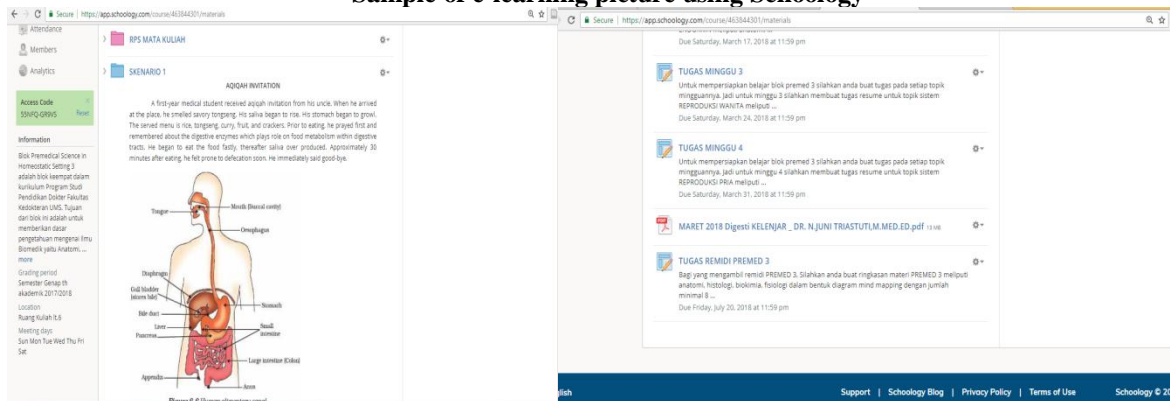 Sample of e-learning picture using Schoology
Secure | https://app.schoology.com/course/463844301/materials
Attendance
Members
Analytics
Access Code
Reset
Information
Blok Premedical Science in
Homeostatic Setting 3
adalah blok keempat dalam
kurikulum Program Studi
Pendidikan Dokter Fakultas
Kedokteran UMS. Tujuan
dari blok ini adalah untuk
memberikan dasar
pengetahuan mengenai ilmu
Biomedik yaitu Anatomi, ...
more
Grading period
Semester Genap th
akademik 2017/2018
Location
Ruang Kuliah lt.6
Meeting days
Sun Mon Tue Wed Thu Fri
Sat
RPS MATA KULIAH
SKENARIO 1
AQIQAH INVITATION
A first-year medical student received aqiqah invitation from his uncle. When he arrived
at the place, he smelled savory tongseng. His saliva began to rise. His stomach began to growl.
The served menu is rice, tongseng, curry, fruit, and crackers. Prior to eating, he prayed first and
remembered about the digestive enzymes which plays role on food metabolism within digestive
tracts. He began to eat the food fastly, thereafter saliva over produced. Approximately 30
minutes after eating, he felt prone to defecation soon. He immediately said good-bye.
Tongue
Mouth (Buccal cavity)
Oesophagus
Diaphragm
Gall bladder
Bile duct
Liver
Pancreas
Stomach
Small
intestine
Large intestine (Colon)
Appendix
Anus
Secure | https://app.schoology.com/course/463844301/materials
Due Saturday, March 17, 2018 at 11:59 pm
TUGAS MINGGU 3
Untuk mempersiapkan belajar blok premed 3 silahkan anda buat tugas pada setiap topik
mingguannya. Jadi untuk minggu 3 silahkan membuat tugas resume untuk topik sistem
REPRODUKSI WANITA meliputi ...
Due Saturday, March 24, 2018 at 11:59 pm
TUGAS MINGGU 4
Untuk mempersiapkan belajar blok premed 3 silahkan anda buat tugas pada setiap topik
mingguannya. Jadi untuk minggu 4 silahkan membuat tugas resume untuk topik sistem
REPRODUKSI PRIA meliputi ...
Due Saturday, March 31, 2018 at 11:59 pm
MARET 2018 Digesti KELENJAR _ DR. N.JUNI TRIASTUTI,M.MED.ED.pdf 13 MB
TUGAS REMIDI PREMED 3
Bagi yang mengambil remidi PREMED 3. Silahkan anda buat ringkasan materi PREMED 3 meliputi
anatomi, histologi, biokimia, fisiologi dalam bentuk diagram mind mapping dengan jumlah
minimal 8 ...
Due Friday, July 20, 2018 at 11:59 pm
lish
Support | Schoology Blog | Privacy Policy | Terms of Use
Schoology © 20